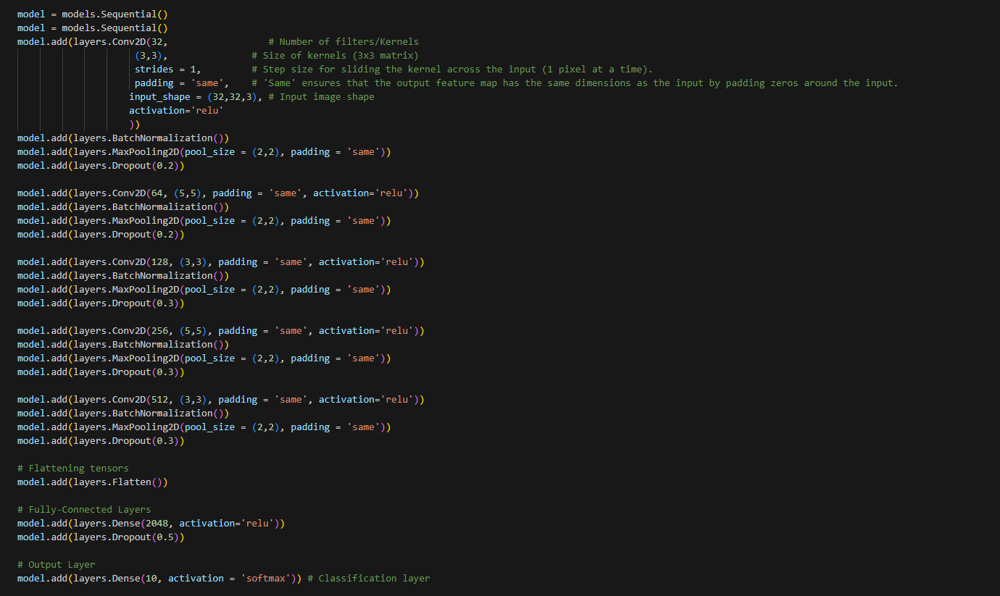 model = models.Sequential()
model = models.Sequential()
model.add(layers.Conv2D(32,                  # Number of filters/Kernels
                     (3,3),               # Size of kernels (3x3 matrix)
                     strides = 1,         # Step size for sliding the kernel across the input (1 pixel at a time).
                     padding = 'same',    # 'Same' ensures that the output feature map has the same dimensions as the input by padding zeros around the input.
                    input_shape = (32,32,3), # Input image shape
                    activation='relu'
                    ))
model.add(layers.BatchNormalization())
model.add(layers.MaxPooling2D(pool_size = (2,2), padding = 'same'))
model.add(layers.Dropout(0.2))

model.add(layers.Conv2D(64, (5,5), padding = 'same', activation='relu'))
model.add(layers.BatchNormalization())
model.add(layers.MaxPooling2D(pool_size = (2,2), padding = 'same'))
model.add(layers.Dropout(0.2))

model.add(layers.Conv2D(128, (3,3), padding = 'same', activation='relu'))
model.add(layers.BatchNormalization())
model.add(layers.MaxPooling2D(pool_size = (2,2), padding = 'same'))
model.add(layers.Dropout(0.3))

model.add(layers.Conv2D(256, (5,5), padding = 'same', activation='relu'))
model.add(layers.BatchNormalization())
model.add(layers.MaxPooling2D(pool_size = (2,2), padding = 'same'))
model.add(layers.Dropout(0.3))

model.add(layers.Conv2D(512, (3,3), padding = 'same', activation='relu'))
model.add(layers.BatchNormalization())
model.add(layers.MaxPooling2D(pool_size = (2,2), padding = 'same'))
model.add(layers.Dropout(0.3))

# Flattening tensors
model.add(layers.Flatten())

# Fully-Connected Layers
model.add(layers.Dense(2048, activation='relu'))
model.add(layers.Dropout(0.5))

# Output Layer
model.add(layers.Dense(10, activation = 'softmax')) # Classification layer